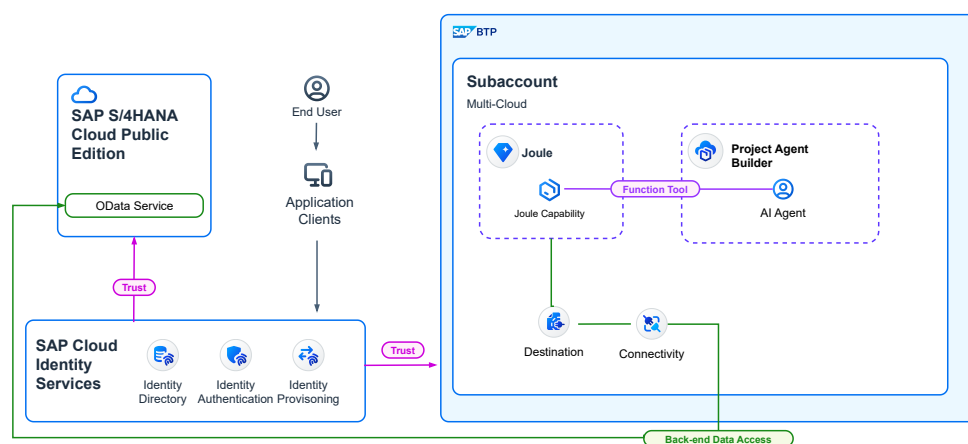 SAP BTP
Subaccount
Multi-Cloud
SAP S/4HANA
Cloud Public
Edition
OData Service
End User
Application
Clients
Joule
Joule Capability
Function Tool
Project Agent
Builder
AI Agent
Trust
Destination
Connectivity
SAP Cloud
Identity
Services
Identity
Directory
Identity
Authentication
Identity
Provisoning
Trust
Back-end Data Access